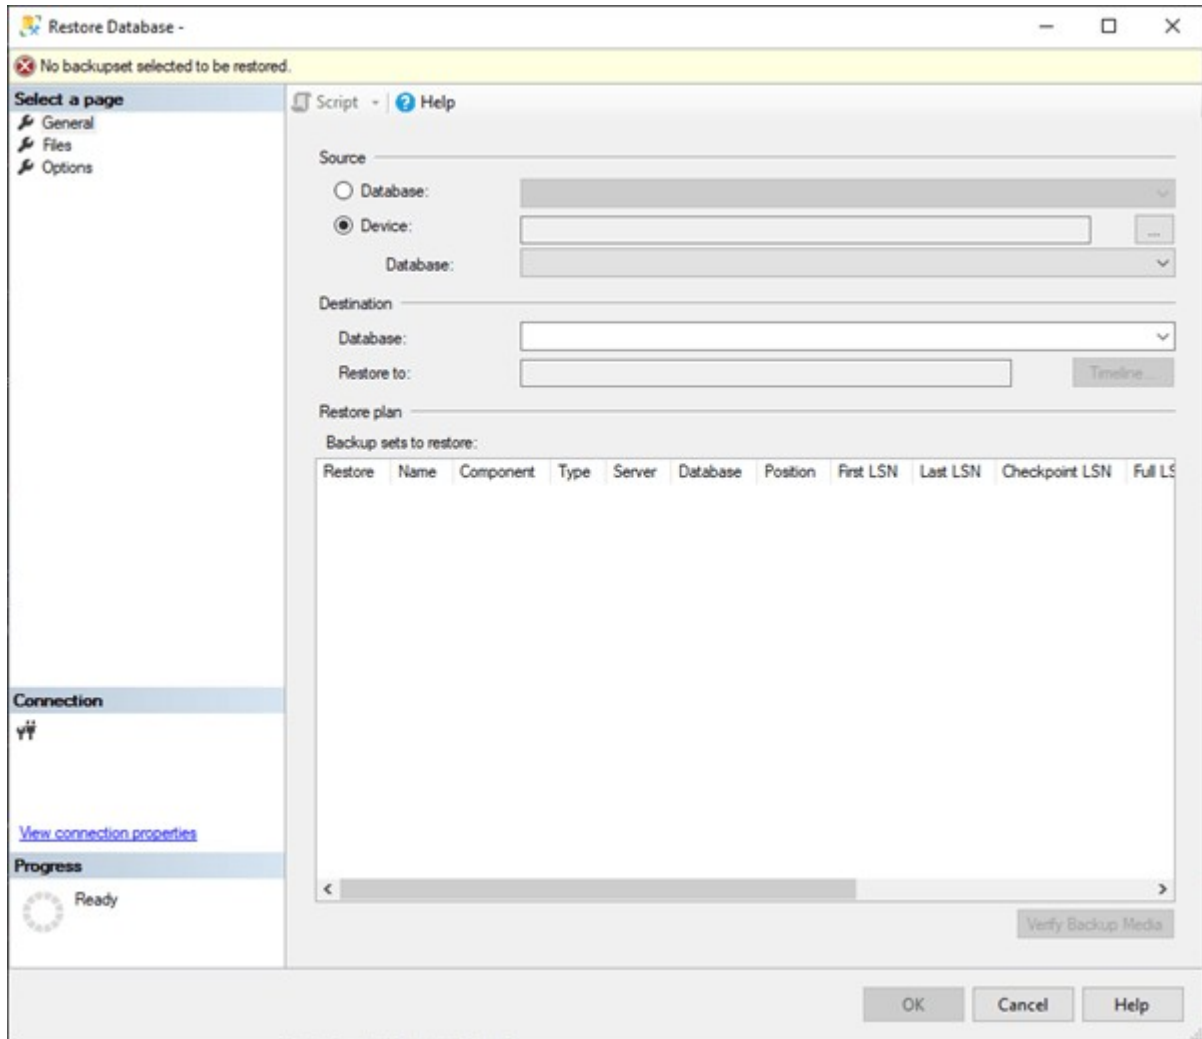 Restore Database -
No backupset selected to be restored.
Select a page
General
Files
Options
Script
Help
Source
Database:
Device:
...
Database:
Destination
Database:
Restore to:
Timeline...
Restore plan
Backup sets to restore:
Restore Name Component Type Server Database Position First LSN Last LSN Checkpoint LSN Full LS
Verify Backup Media
Connection
View connection properties
Progress
Ready
OK Cancel Help